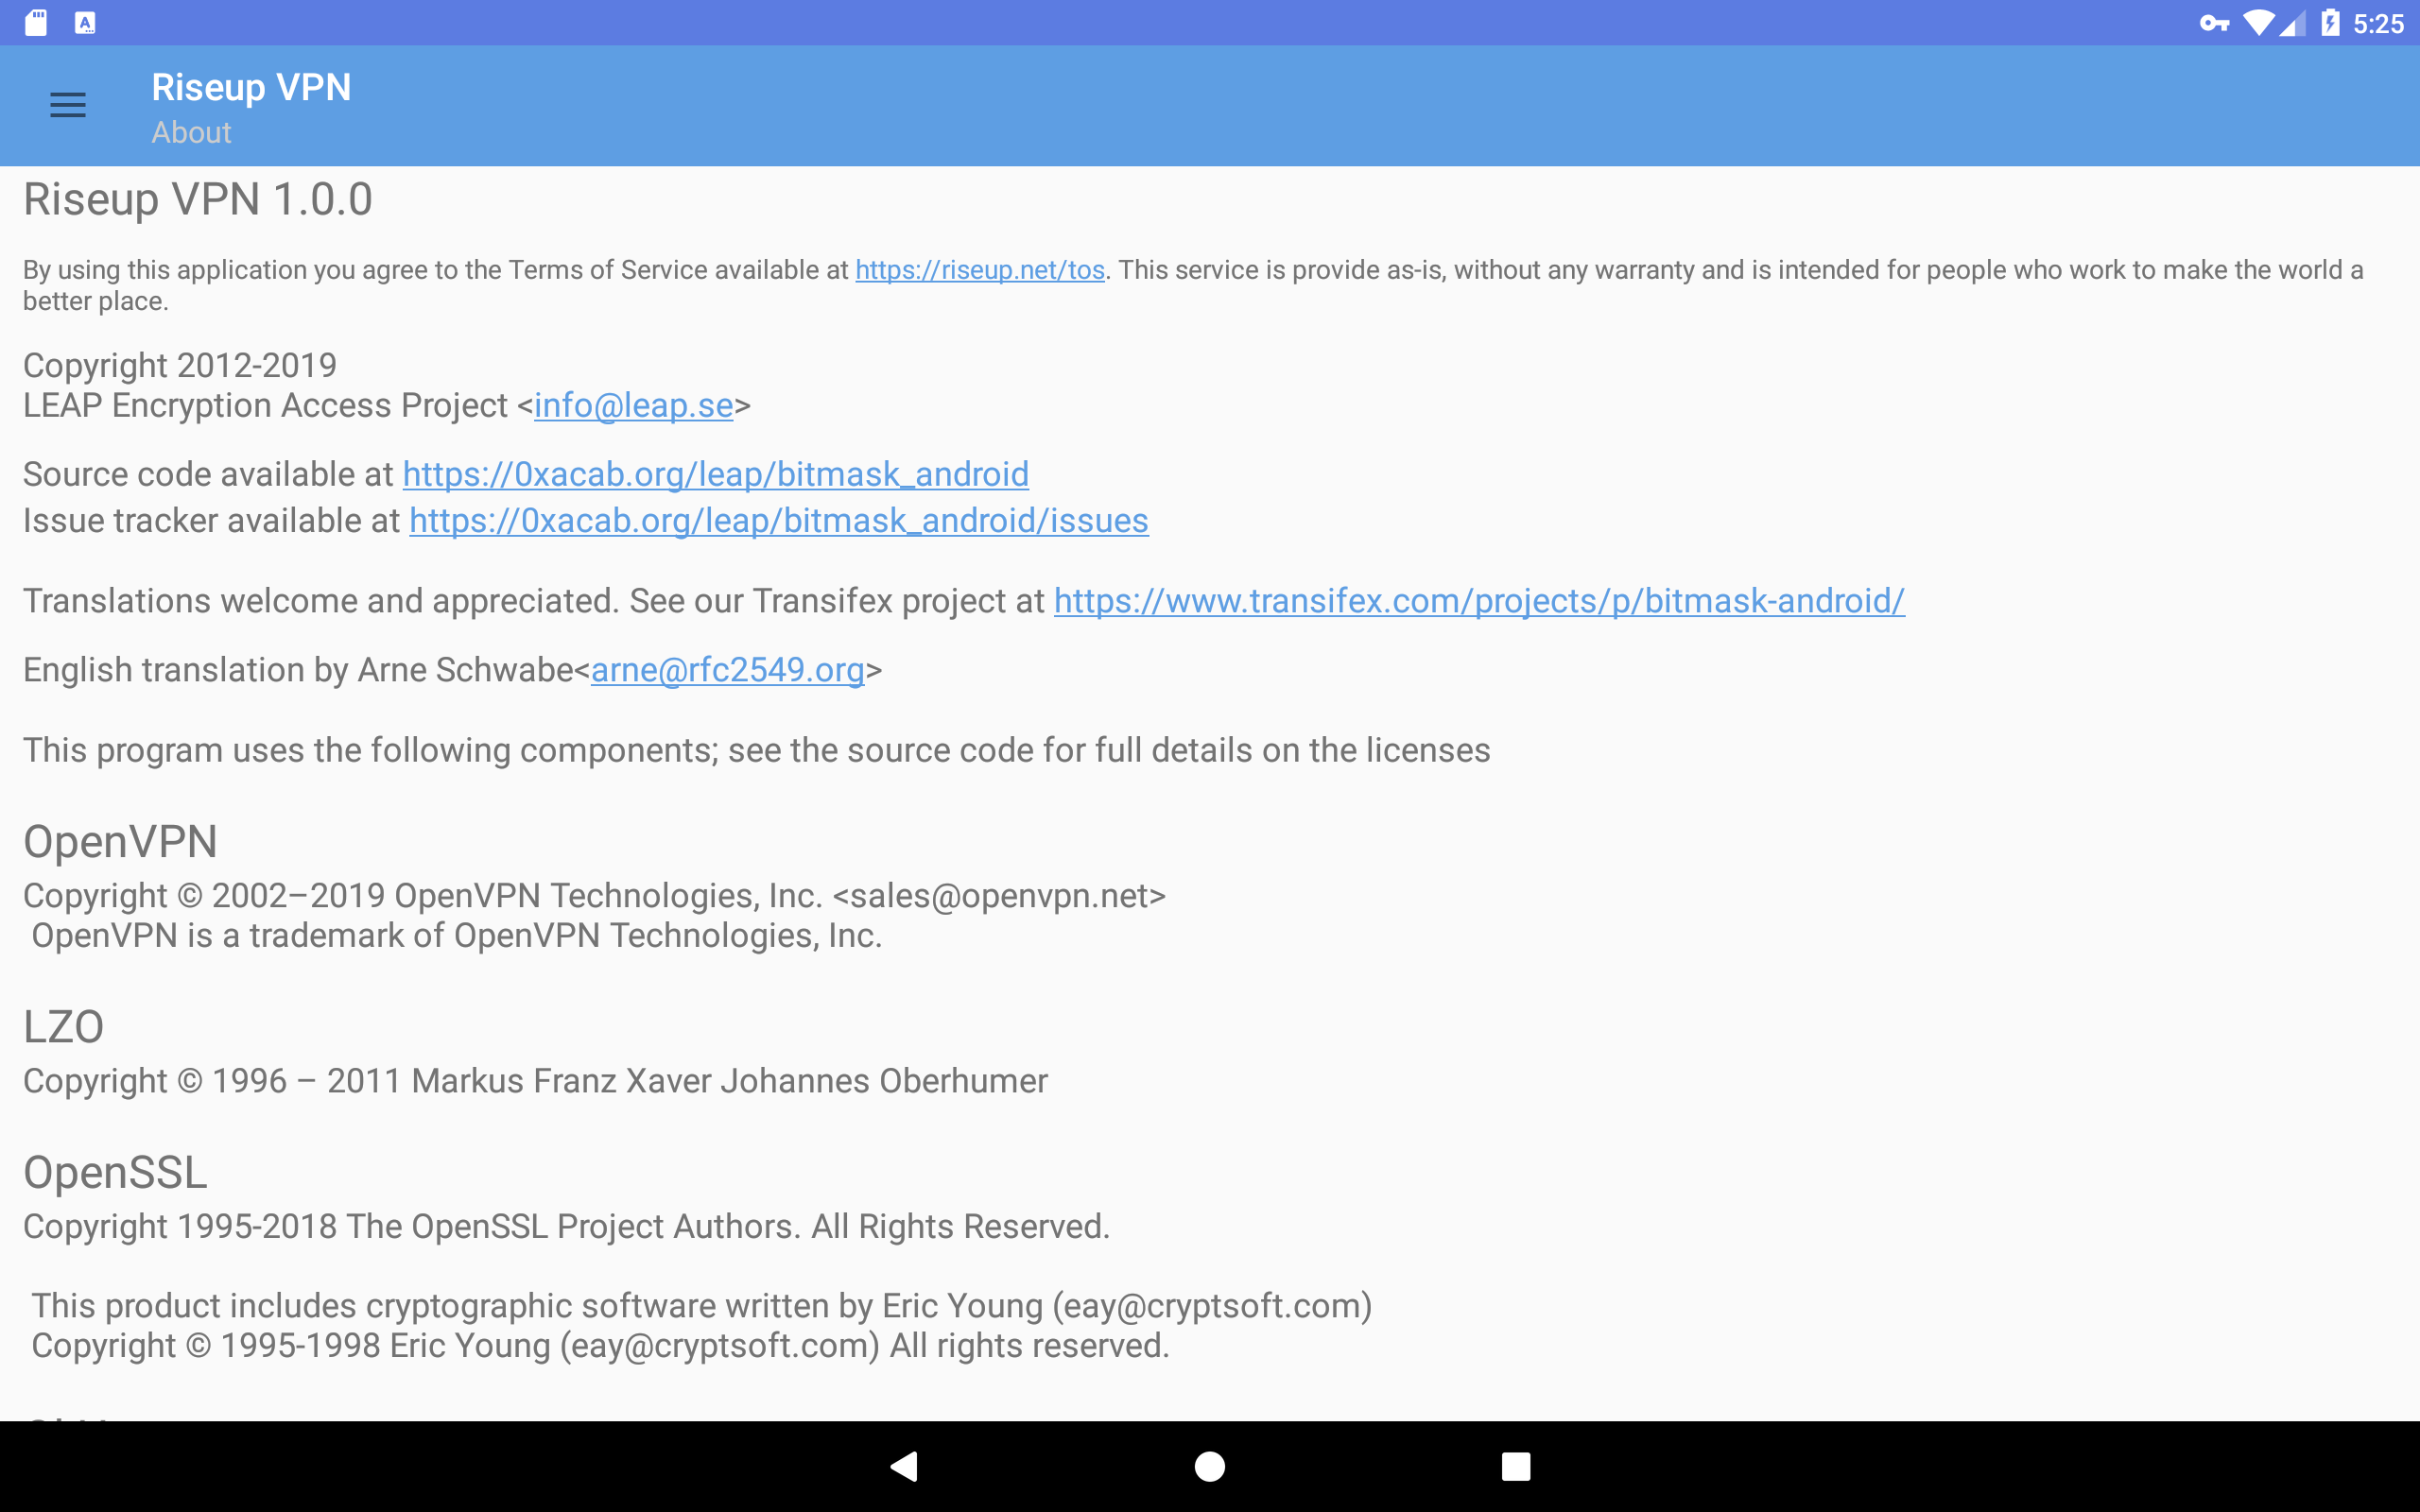 5:25
Riseup VPN
About
Riseup VPN 1.0.0
By using this application you agree to the Terms of Service available at https://riseup.net/tos. This service is provide as-is, without any warranty and is intended for people who work to make the world a
better place.
Copyright 2012-2019
LEAP Encryption Access Project <info@leap.se>
Source code available at https://0xacab.org/leap/bitmask_android
Issue tracker available at https://0xacab.org/leap/bitmask_android/issues
Translations welcome and appreciated. See our Transifex project at https://www.transifex.com/projects/p/bitmask-android/
English translation by Arne Schwabe<arne@rfc2549.org>
This program uses the following components; see the source code for full details on the licenses
OpenVPN
Copyright © 2002–2019 OpenVPN Technologies, Inc. <sales@openvpn.net>
OpenVPN is a trademark of OpenVPN Technologies, Inc.
LZO
Copyright © 1996 – 2011 Markus Franz Xaver Johannes Oberhumer
OpenSSL
Copyright 1995-2018 The OpenSSL Project Authors. All Rights Reserved.
This product includes cryptographic software written by Eric Young (eay@cryptsoft.com)
Copyright © 1995-1998 Eric Young (eay@cryptsoft.com) All rights reserved.